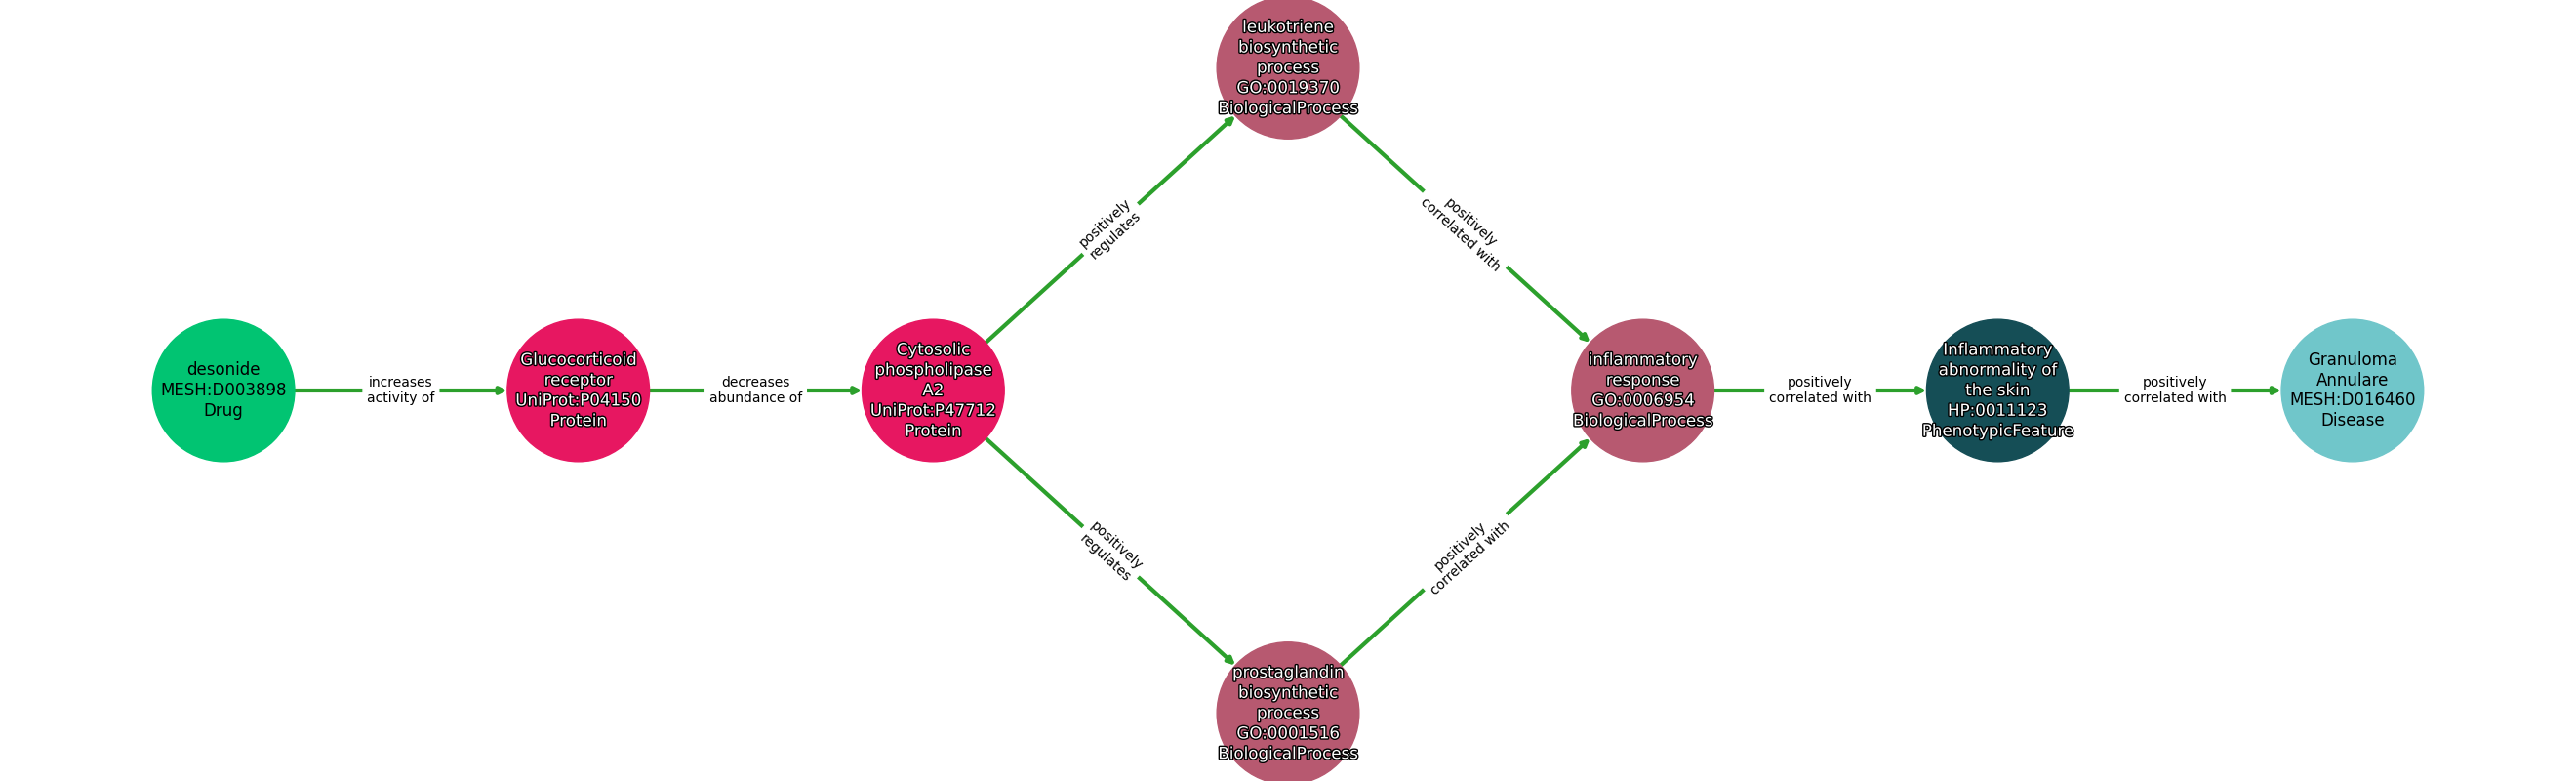 desonide
MESH:D003898
Drug
increases
activity of
Glucocorticoid
receptor
UniProt:P04150
Protein
decreases
abundance of
Cytosolic
phospholipase
A2
UniProt:P47712
Protein
positively
regulates
leukotriene
biosynthetic
process
GO:0019370
BiologicalProcess
positively
correlated with
positively
regulates
prostaglandin
biosynthetic
process
GO:0001516
BiologicalProcess
positively
correlated with
inflammatory
response
GO:0006954
BiologicalProcess
positively
correlated with
Inflammatory
abnormality of
the skin
HP:0011123
PhenotypicFeature
positively
correlated with
Granuloma
Annulare
MESH:D016460
Disease